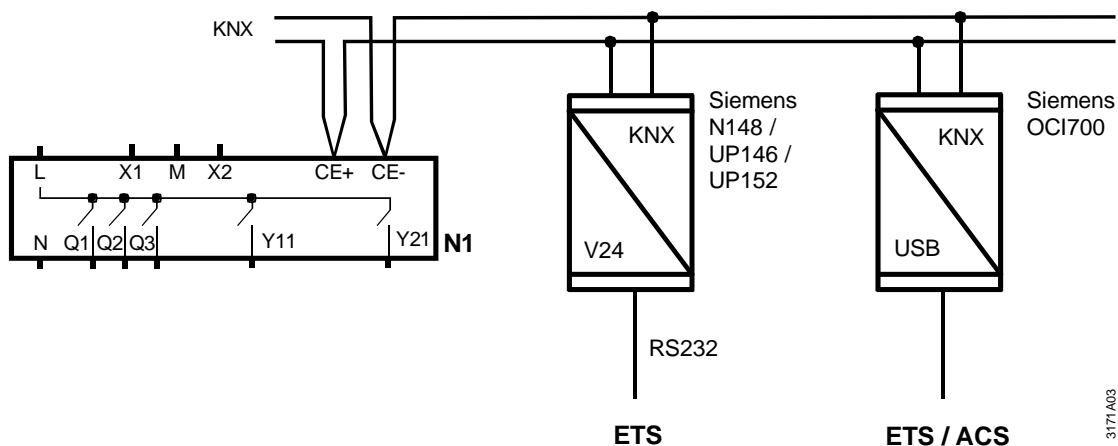 KNX
Siemens
N148 /
UP146 /
UP152
Siemens
OCI700
KNX
KNX
L X1 M X2 CE+ CE-
N Q1 Q2 Q3 Y11 Y21 N1
V24
USB
RS232
ETS
ETS / ACS
3171A03